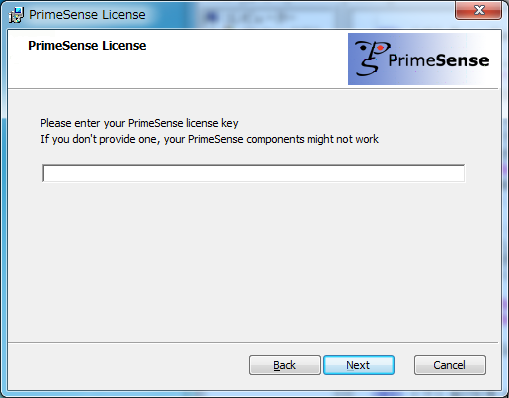 PrimeSense License
PrimeSense License
PrimeSense
Please enter your PrimeSense license key
If you don't provide one, your PrimeSense components might not work
Back
Next
Cancel